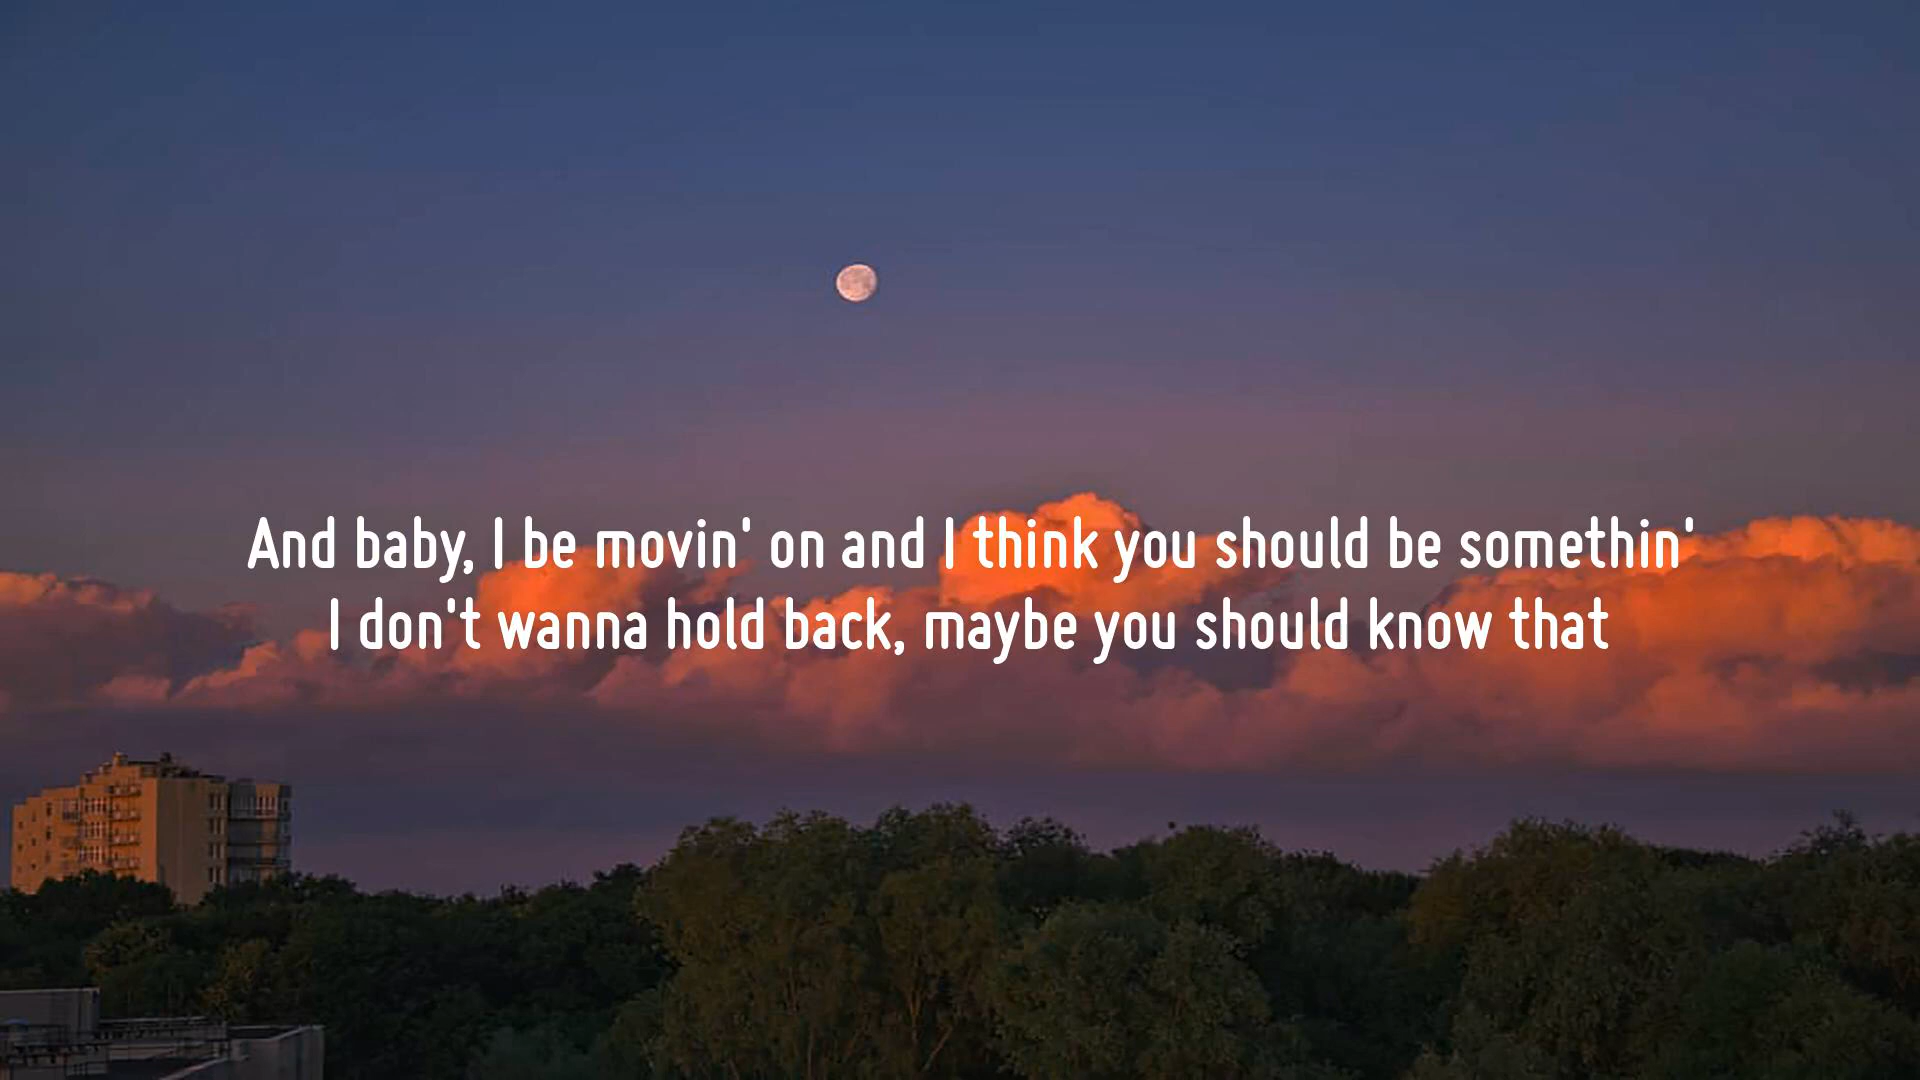 And baby, I be movin' on and I think you should be somethin'
I don't wanna hold back, maybe you should know that